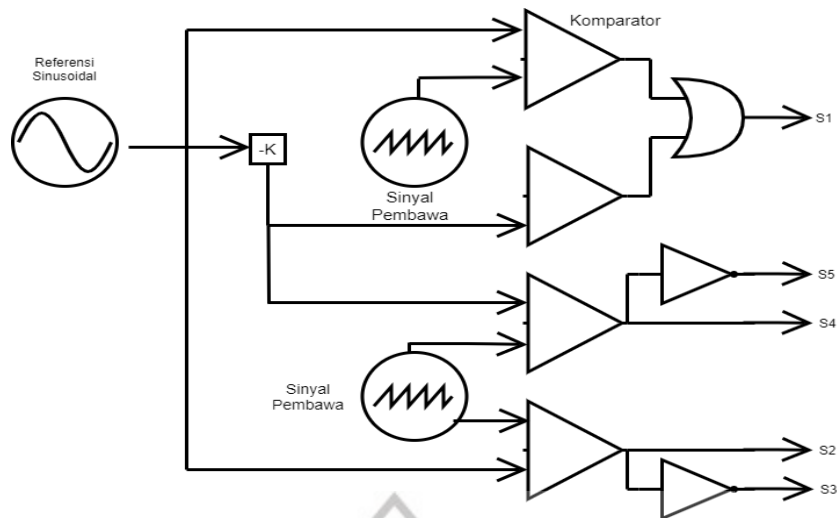 Komparator
Referensi
Sinusoidal
S1
-K
Sinyal
Pembawa
S5
S4
Sinyal
Pembawa
S2
S3